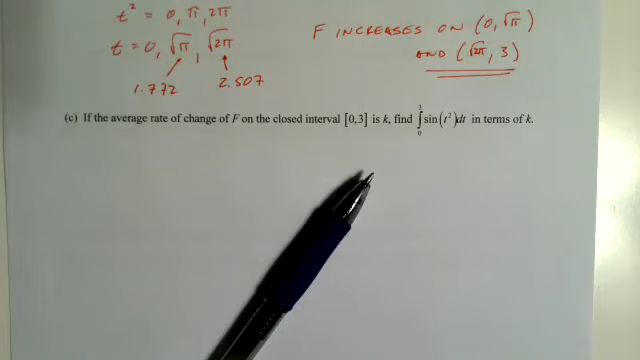 t² = 0, π, 2π
t = 0, √π, √2π
1.772 2.507
F INCREASES ON (0, √π)
AND (√2π, 3)
(c) If the average rate of change of F on the closed interval [0,3] is k, find ∫₀³ sin(t²)dt in terms of k.